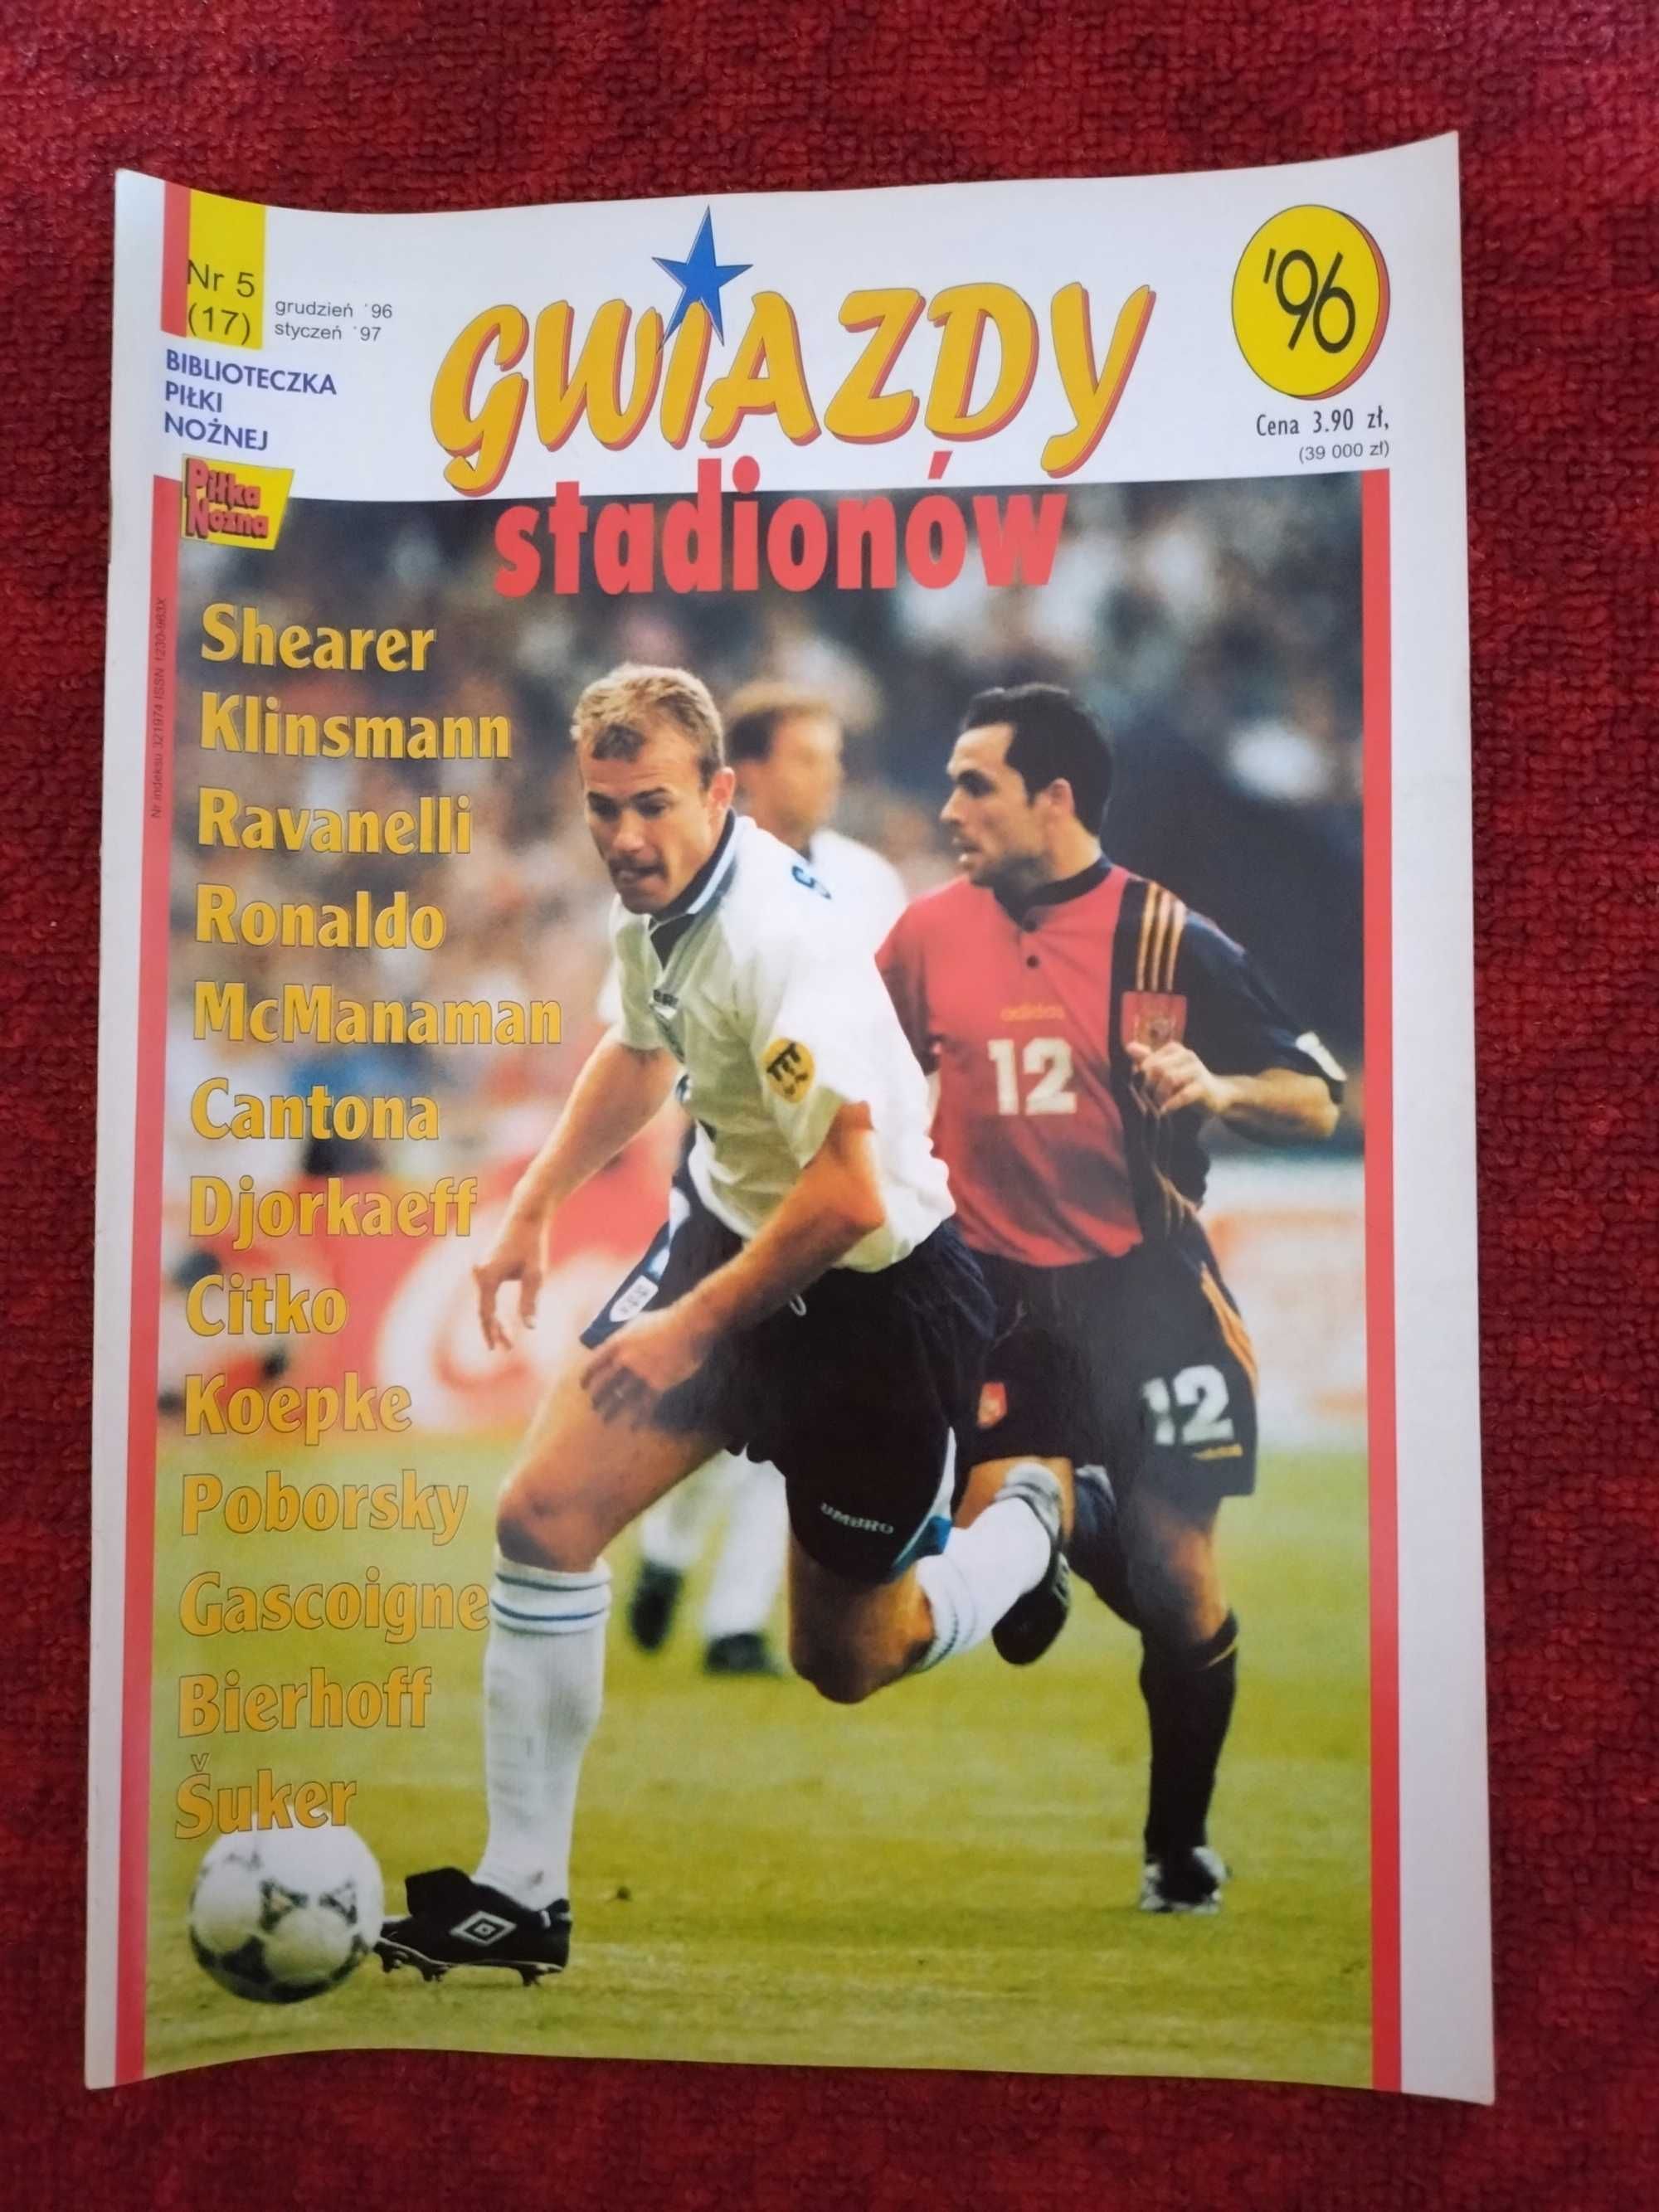 Nr 5
(17)
grudzień '96
styczeń '97
BIBLIOTECZKA
PIŁKI
NOŻNEJ
Piłka
Nożna
GWIAZDY
stadionów
'96
Cena 3.90 zł,
(39 000 zł)
Shearer
Klinsmann
Ravanelli
Ronaldo
McManaman
Cantona
Djorkaeff
Citko
Koepke
Poborsky
Gascoigne
Bierhoff
Šuker
adidas
12
12
UMBRO